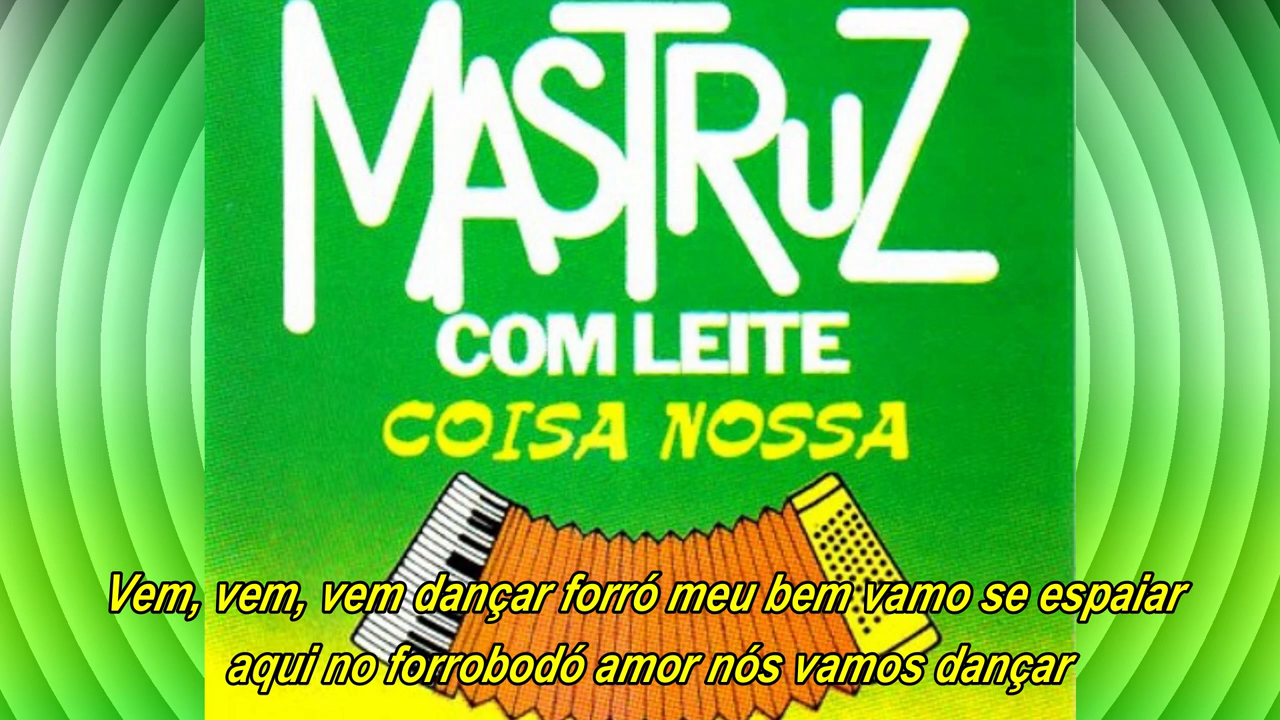 MASTRUZ
COM LEITE
COISA NOSSA
Vem, vem, vem dançar forró meu bem vamo se espaiar
aqui no forrobodó amor nós vamos dançar